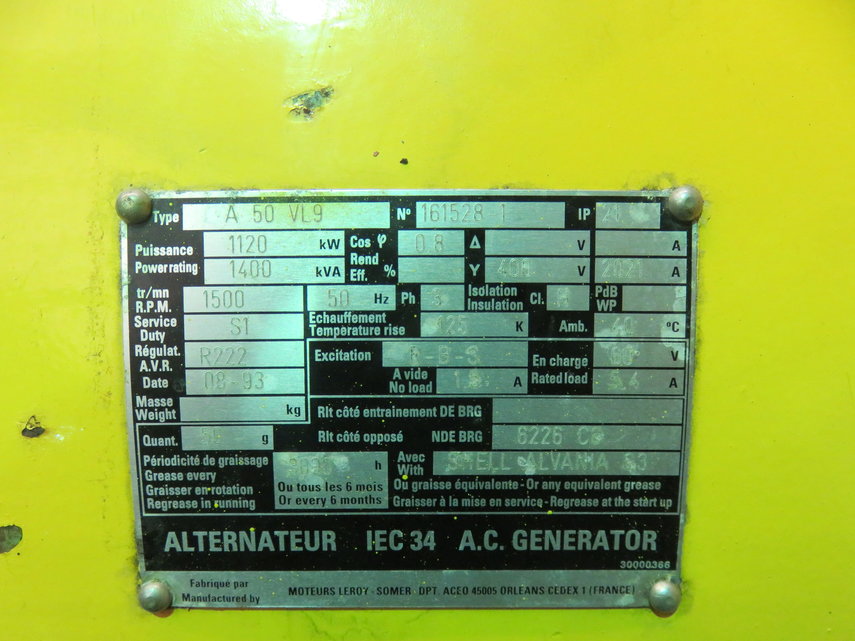 Type A 50 VL9 N° 161528 1 IP
Puissance 1120 kW Cos φ 0.8 Δ V A
Power rating 1400 kVA Rend Eff. % Y 400 V 2021 A
tr/mn R.P.M. 1500 50 Hz Ph 3 Isolation Insulation Cl. H PdB WP
Service Duty S1 Echauffement Temperature rise 125 K Amb. 40 °C
Régulat. A.V.R. R222 Excitation En charge Rated load V
Date 08-93 A vide No load A A
Masse Weight kg Rlt côté entrainement DE BRG
Quant. g Rlt côté opposé NDE BRG 6226 C3
Périodicité de graissage h Avec With SHELL ALVANIA
Grease every
Graisser en rotation Ou tous les 6 mois Ou graisse équivalente - Or any equivalent grease
Regrease in running Or every 6 months Graisser à la mise en service - Regrease at the start up
ALTERNATEUR IEC 34 A.C. GENERATOR
30000366
Fabriqué par
Manufactured by MOTEURS LEROY-SOMER - DPT. ACEO 45005 ORLEANS CEDEX 1 (FRANCE)